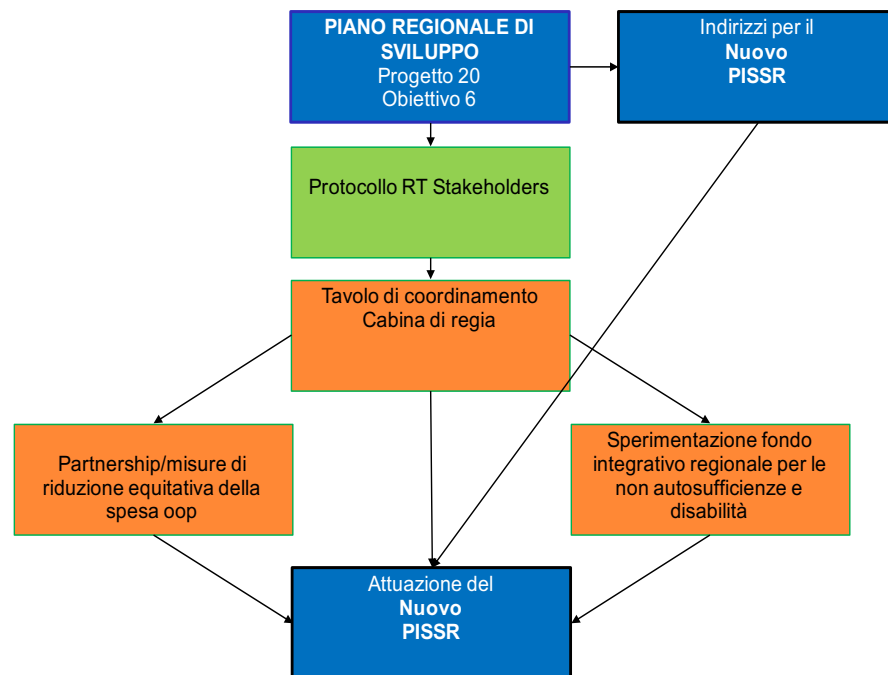 PIANO REGIONALE DI
SVILUPPO
Progetto 20
Obiettivo 6
Indirizzi per il
Nuovo
PISSR
Protocollo RT Stakeholders
Tavolo di coordinamento
Cabina di regia
Partnership/misure di
riduzione equitativa della
spesa oop
Sperimentazione fondo
integrativo regionale per le
non autosufficienze e
disabilità
Attuazione del
Nuovo
PISSR